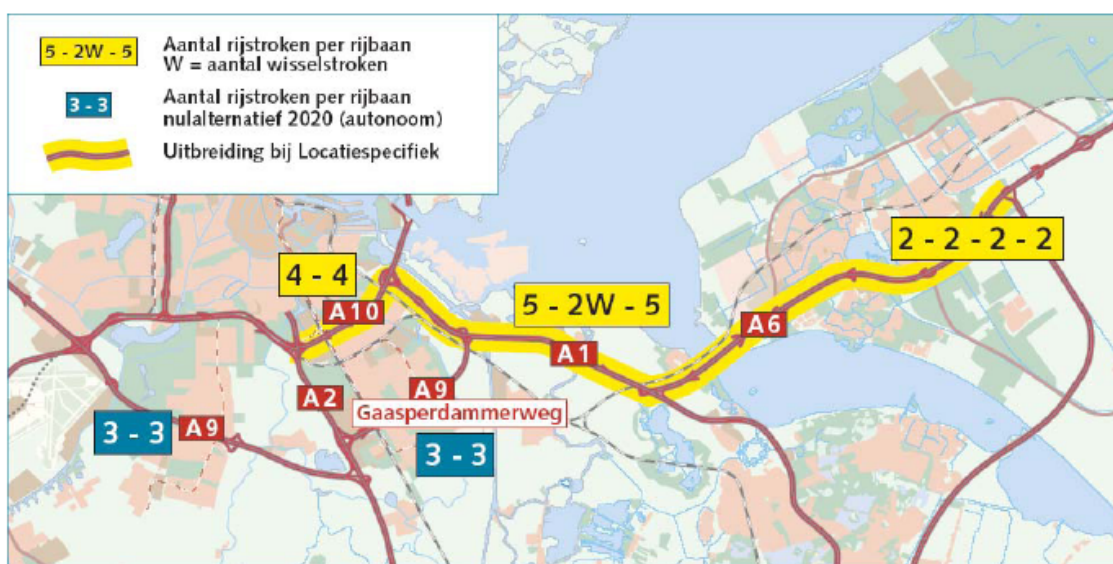 5 - 2W - 5
Aantal rijstroken per rijbaan
W = aantal wisselstroken
3 - 3
Aantal rijstroken per rijbaan
nulalternatief 2020 (autonoom)
Uitbreiding bij Locatiespecifiek
2 - 2 - 2 - 2
4 - 4
5 - 2W - 5
A10
A6
A1
A9
A2
Gaasperdammerweg
3 - 3
A9
3 - 3